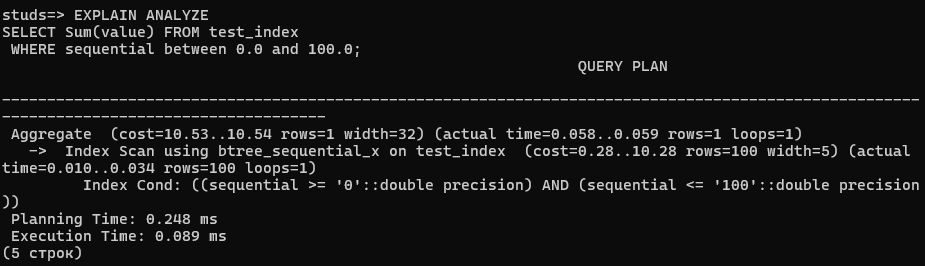 studs=> EXPLAIN ANALYZE
SELECT Sum(value) FROM test_index
 WHERE sequential between 0.0 and 100.0;
                                                                QUERY PLAN

------------------------------------------------------------------------------------------------------
------------------------------------
 Aggregate  (cost=10.53..10.54 rows=1 width=32) (actual time=0.058..0.059 rows=1 loops=1)
   ->  Index Scan using btree_sequential_x on test_index  (cost=0.28..10.28 rows=100 width=5) (actual
time=0.010..0.034 rows=100 loops=1)
         Index Cond: ((sequential >= '0'::double precision) AND (sequential <= '100'::double precision
))
 Planning Time: 0.248 ms
 Execution Time: 0.089 ms
(5 строк)